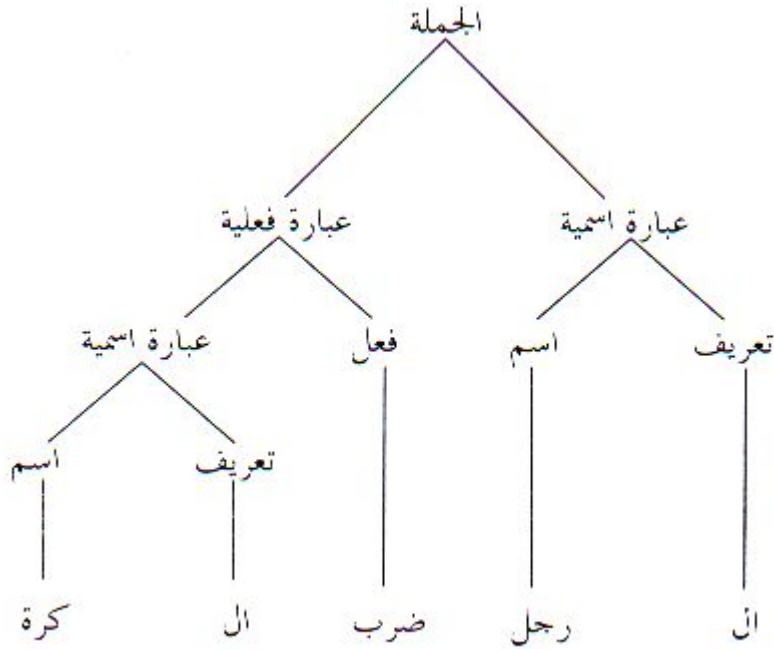 الجملة
عبارة اسمية عبارة فعلية
تعريف اسم فعل عبارة اسمية
تعريف اسم
ال رجل ضرب ال كرة